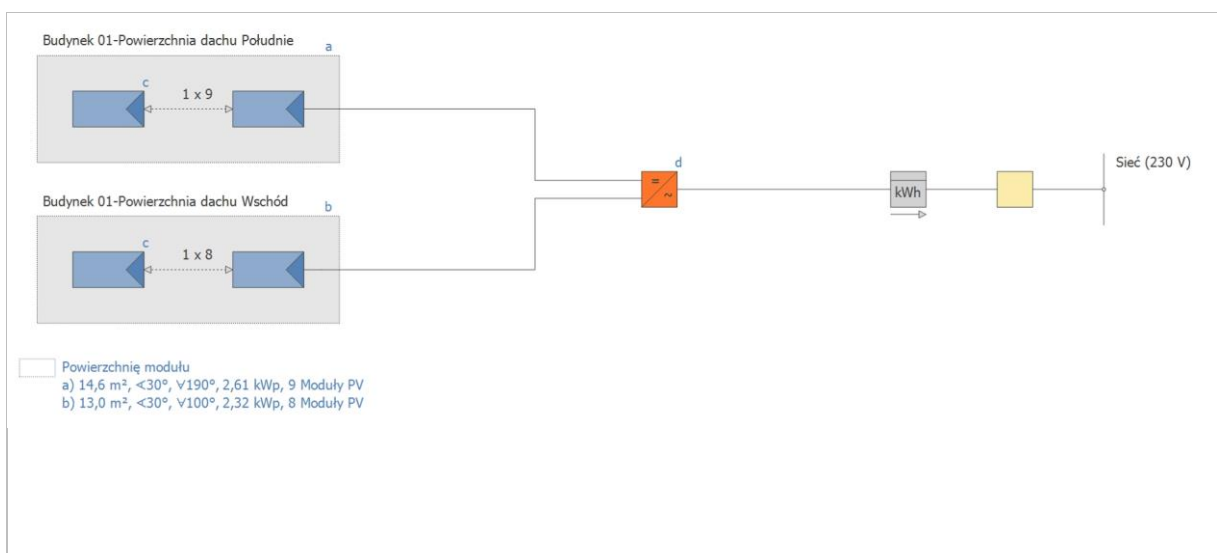 Budynek 01-Powierzchnia dachu Południe
a
c
1 x 9
Budynek 01-Powierzchnia dachu Wschód
b
c
1 x 8
d
=
~
kWh
Sieć (230 V)
Powierzchnię modułu
a) 14,6 m², ∢30°, ∀190°, 2,61 kWp, 9 Moduły PV
b) 13,0 m², ∢30°, ∀100°, 2,32 kWp, 8 Moduły PV